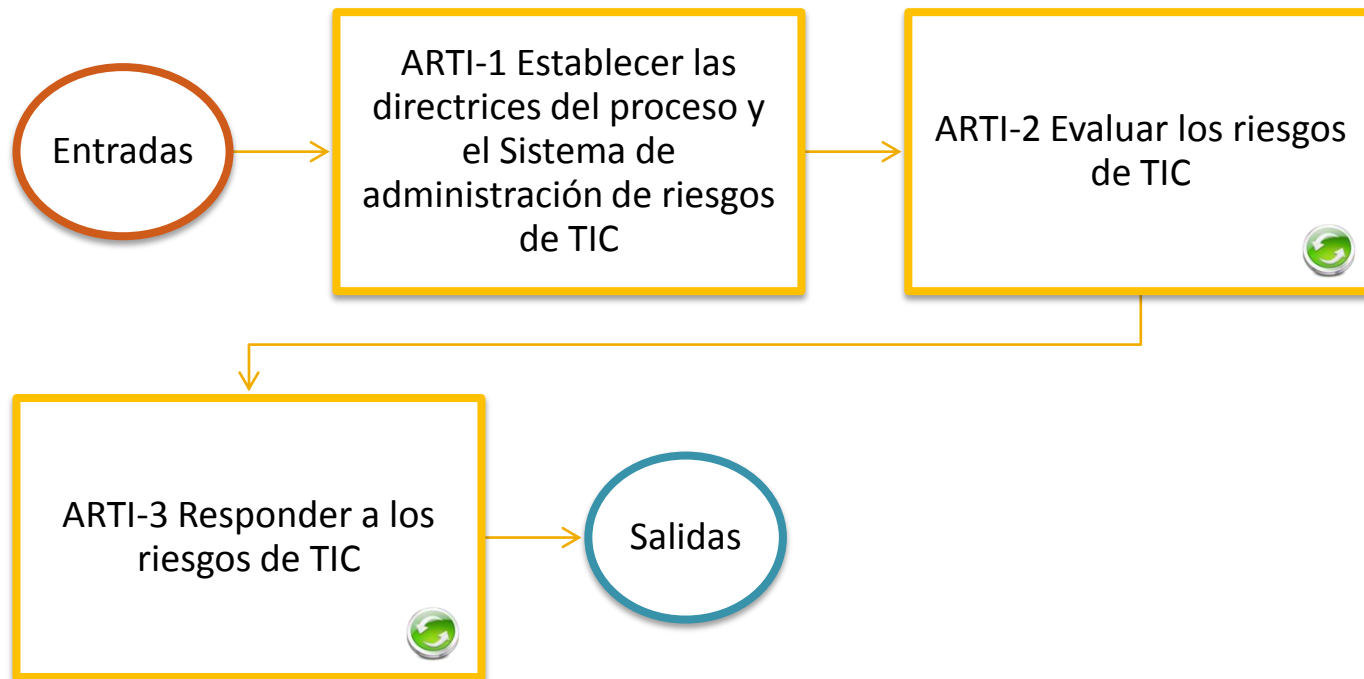 Entradas
ARTI-1 Establecer las
directrices del proceso y
el Sistema de
administración de riesgos
de TIC
ARTI-2 Evaluar los riesgos
de TIC
ARTI-3 Responder a los
riesgos de TIC
Salidas